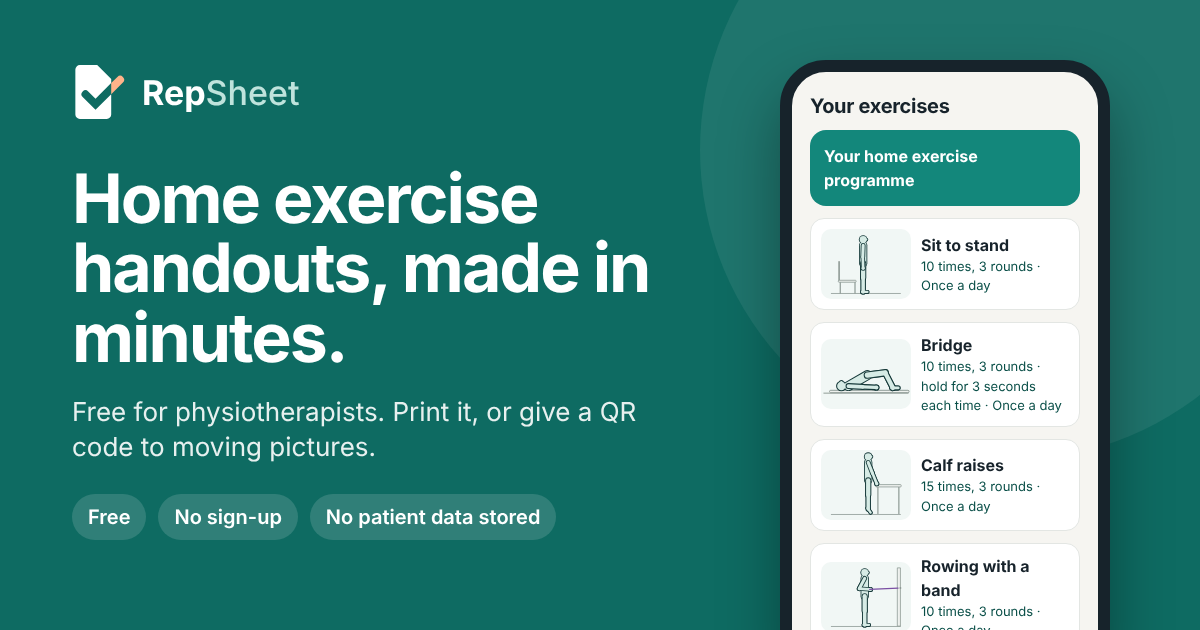 RepSheet
Home exercise
handouts, made in
minutes.
Free for physiotherapists. Print it, or give a QR
code to moving pictures.
Free
No sign-up
No patient data stored
Your exercises
Your home exercise
programme
Sit to stand
10 times, 3 rounds ·
Once a day
Bridge
10 times, 3 rounds ·
hold for 3 seconds
each time · Once a day
Calf raises
15 times, 3 rounds ·
Once a day
Rowing with a
band
10 times, 3 rounds ·
Once a day